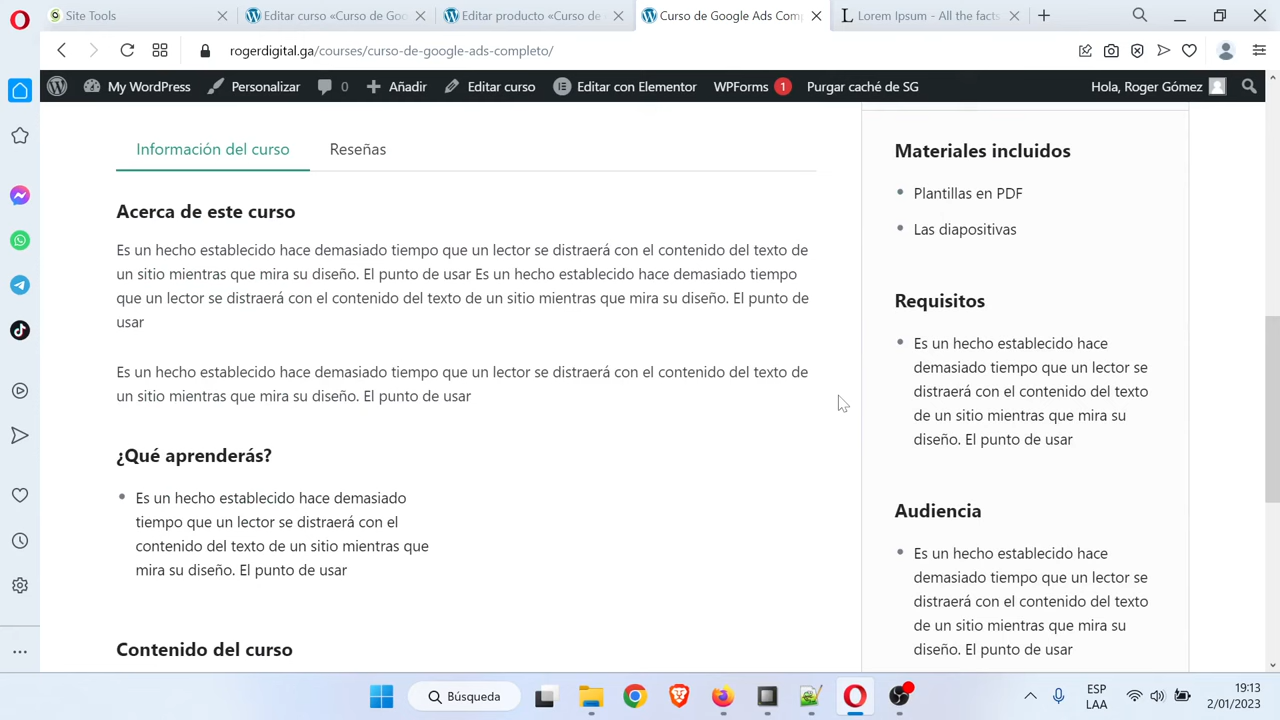 Site Tools
Editar curso «Curso de Goo
Editar producto «Curso de
Curso de Google Ads Comp
Lorem Ipsum - All the facts
rogerdigital.ga/courses/curso-de-google-ads-completo/
My WordPress
Personalizar
0
Añadir
Editar curso
Editar con Elementor
WPForms 1
Purgar caché de SG
Hola, Roger Gómez
Información del curso
Reseñas
Acerca de este curso
Es un hecho establecido hace demasiado tiempo que un lector se distraerá con el contenido del texto de
un sitio mientras que mira su diseño. El punto de usar Es un hecho establecido hace demasiado tiempo
que un lector se distraerá con el contenido del texto de un sitio mientras que mira su diseño. El punto de
usar
Es un hecho establecido hace demasiado tiempo que un lector se distraerá con el contenido del texto de
un sitio mientras que mira su diseño. El punto de usar
¿Qué aprenderás?
Es un hecho establecido hace demasiado
tiempo que un lector se distraerá con el
contenido del texto de un sitio mientras que
mira su diseño. El punto de usar
Contenido del curso
Materiales incluidos
Plantillas en PDF
Las diapositivas
Requisitos
Es un hecho establecido hace
demasiado tiempo que un lector se
distraerá con el contenido del texto
de un sitio mientras que mira su
diseño. El punto de usar
Audiencia
Es un hecho establecido hace
demasiado tiempo que un lector se
distraerá con el contenido del texto
de un sitio mientras que mira su
diseño. El punto de usar
Búsqueda
ESP
LAA
19:13
2/01/2023